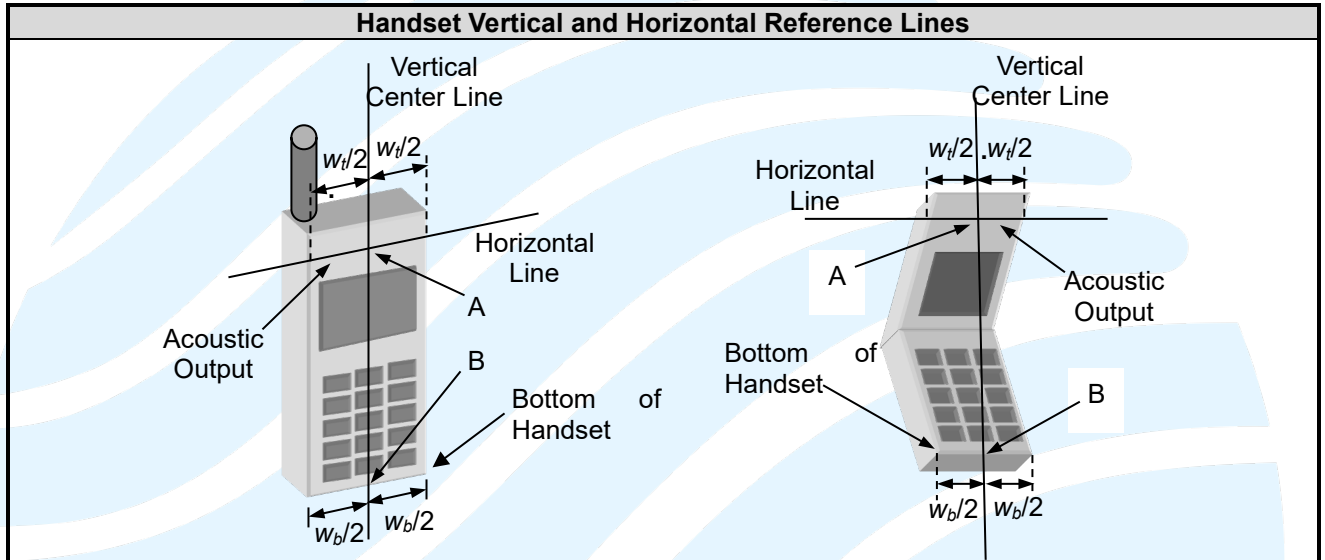 Handset Vertical and Horizontal Reference Lines
Vertical
Center Line
wt/2
wt/2
Horizontal
Line
A
Acoustic
Output
B
Bottom of
Handset
wb/2
wb/2
Vertical
Center Line
wt/2
wt/2
Horizontal
Line
A
Acoustic
Output
Bottom of
Handset
B
wb/2
wb/2